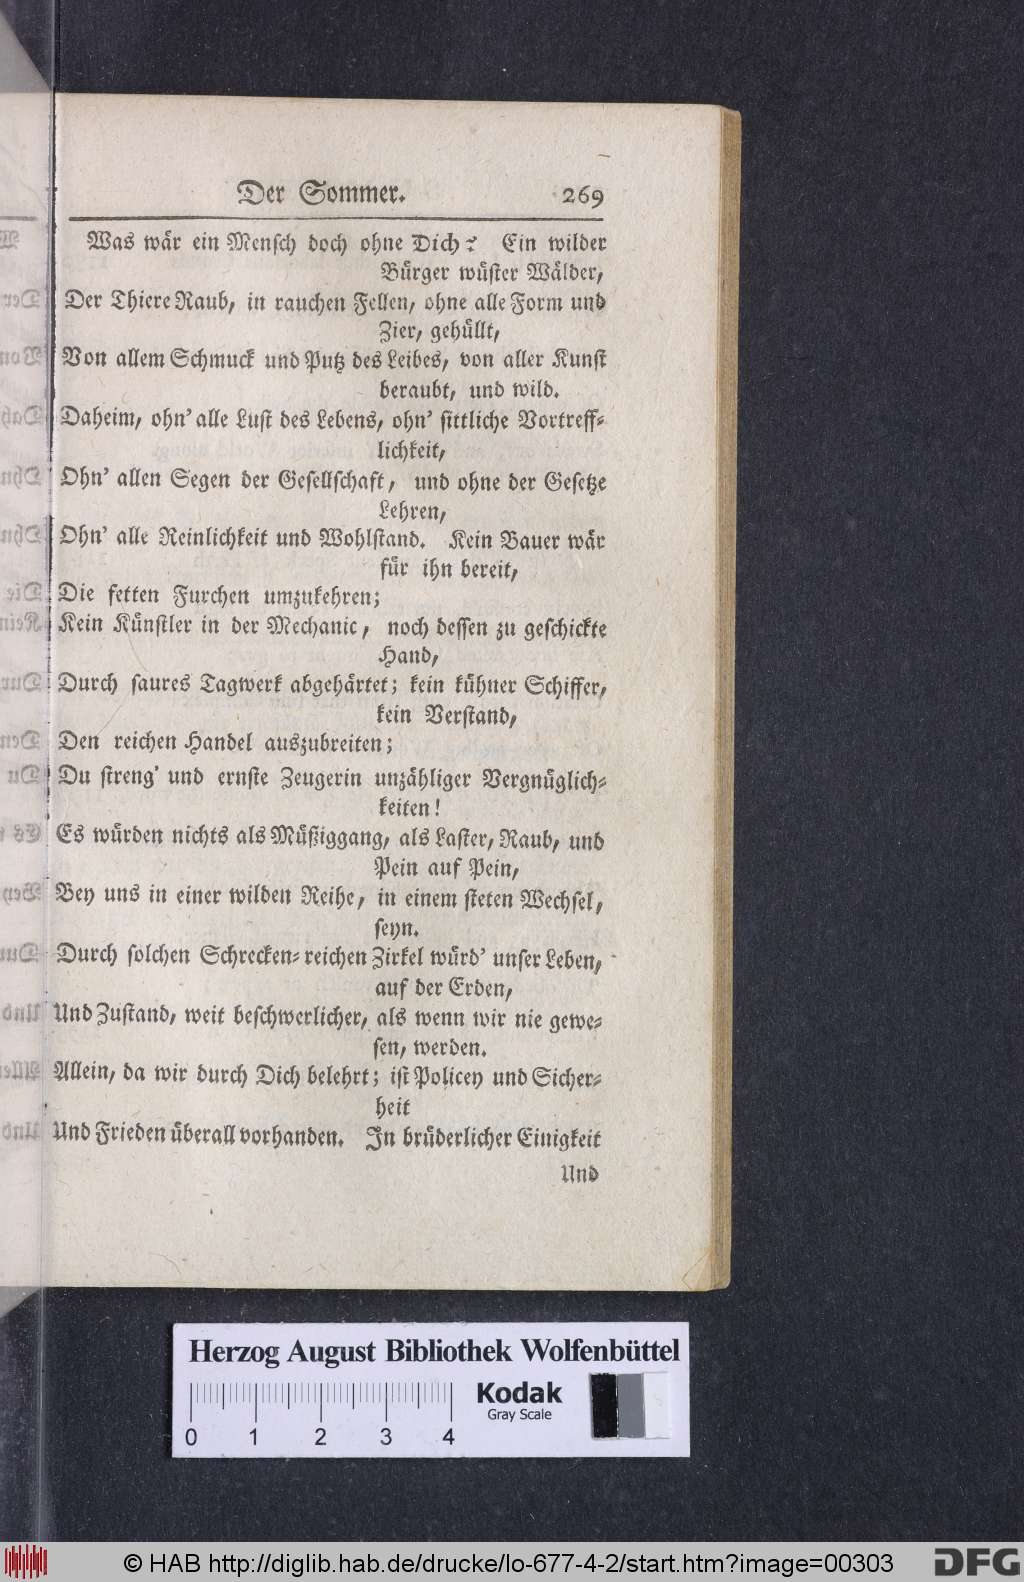 Der Sommer. 269
Was wär ein Mensch doch ohne Dich? Ein wilder
Bürger wüster Wälder,
Der Thiere Raub, in rauchen Fellen, ohne alle Form und
Zier, gehüllt,
Von allem Schmuck und Putz des Leibes, von aller Kunst
beraubt, und wild.
Daheim, ohn' alle Lust des Lebens, ohn' sittliche Vortreff-
lichkeit,
Ohn' allen Segen der Gesellschaft, und ohne der Gesetze
Lehren,
Ohn' alle Reinlichkeit und Wohlstand. Kein Bauer wär
für ihn bereit,
Die fetten Furchen umzukehren;
Kein Künstler in der Mechanic, noch dessen zu geschickte
Hand,
Durch saures Tagwerk abgehärtet; kein kühner Schiffer,
kein Verstand,
Den reichen Handel auszubreiten;
Du streng' und ernste Zeugerin unzähliger Vergnüglich-
keiten!
Es würden nichts als Müßiggang, als Laster, Raub, und
Pein auf Pein,
Bey uns in einer wilden Reihe, in einem steten Wechsel,
seyn.
Durch solchen Schrecken-reichen Zirkel würd' unser Leben,
auf der Erden,
Und Zustand, weit beschwerlicher, als wenn wir nie gewe-
sen, werden.
Allein, da wir durch Dich belehrt; ist Policey und Sicher-
heit
Und Frieden überall vorhanden. In brüderlicher Einigkeit
Und
Herzog August Bibliothek Wolfenbüttel
Kodak
Gray Scale
0 1 2 3 4
© HAB http://diglib.hab.de/drucke/lo-677-4-2/start.htm?image=00303
DFG